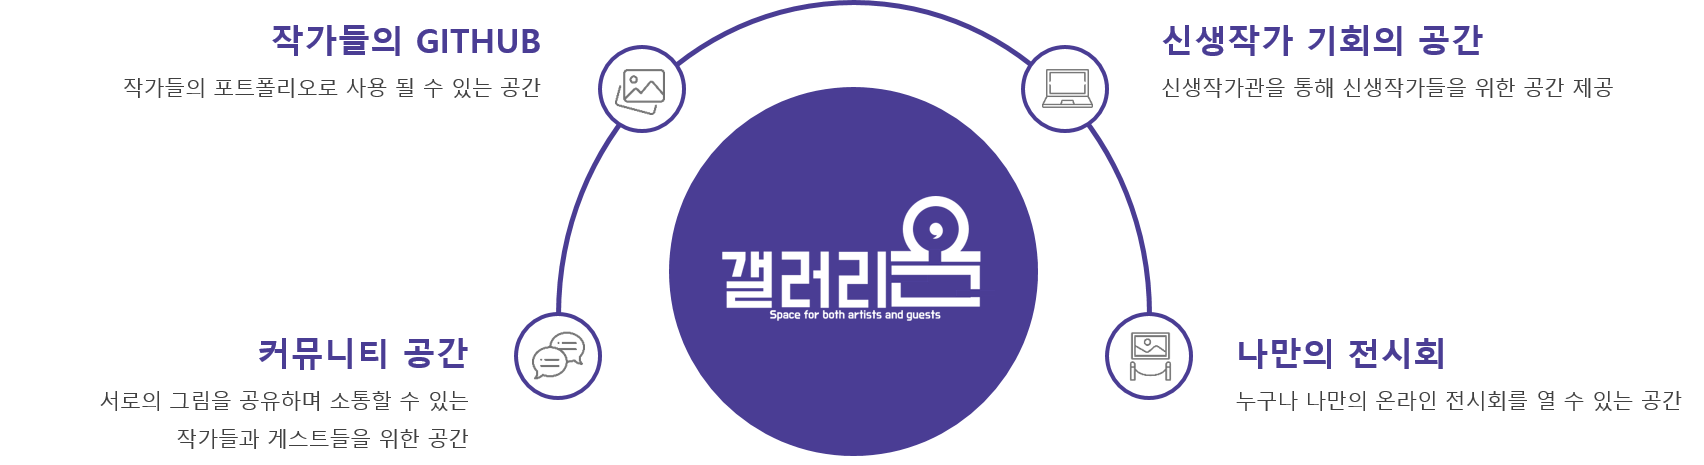 작가들의 GITHUB
작가들의 포트폴리오로 사용 될 수 있는 공간
신생작가 기회의 공간
신생작가관을 통해 신생작가들을 위한 공간 제공
갤러리
Space for both artists and guests
커뮤니티 공간
서로의 그림을 공유하며 소통할 수 있는
작가들과 게스트들을 위한 공간
나만의 전시회
누구나 나만의 온라인 전시회를 열 수 있는 공간